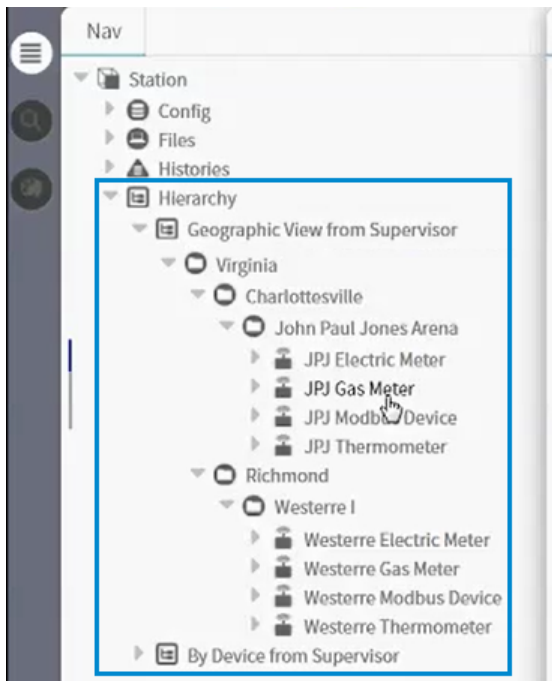 Nav
Station
Config
Files
Histories
Hierarchy
Geographic View from Supervisor
Virginia
Charlottesville
John Paul Jones Arena
JPJ Electric Meter
JPJ Gas Meter
JPJ Modbus Device
JPJ Thermometer
Richmond
Westerre I
Westerre Electric Meter
Westerre Gas Meter
Westerre Modbus Device
Westerre Thermometer
By Device from Supervisor